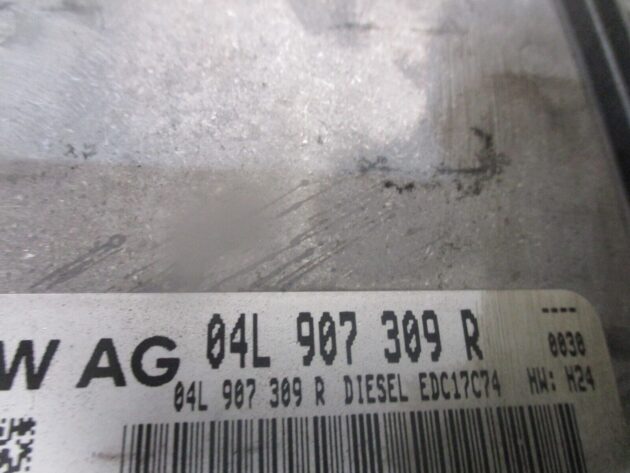 W AG 04L 907 309 R
----
0030
04L 907 309 R DIESEL EDC17C74 HW: H24